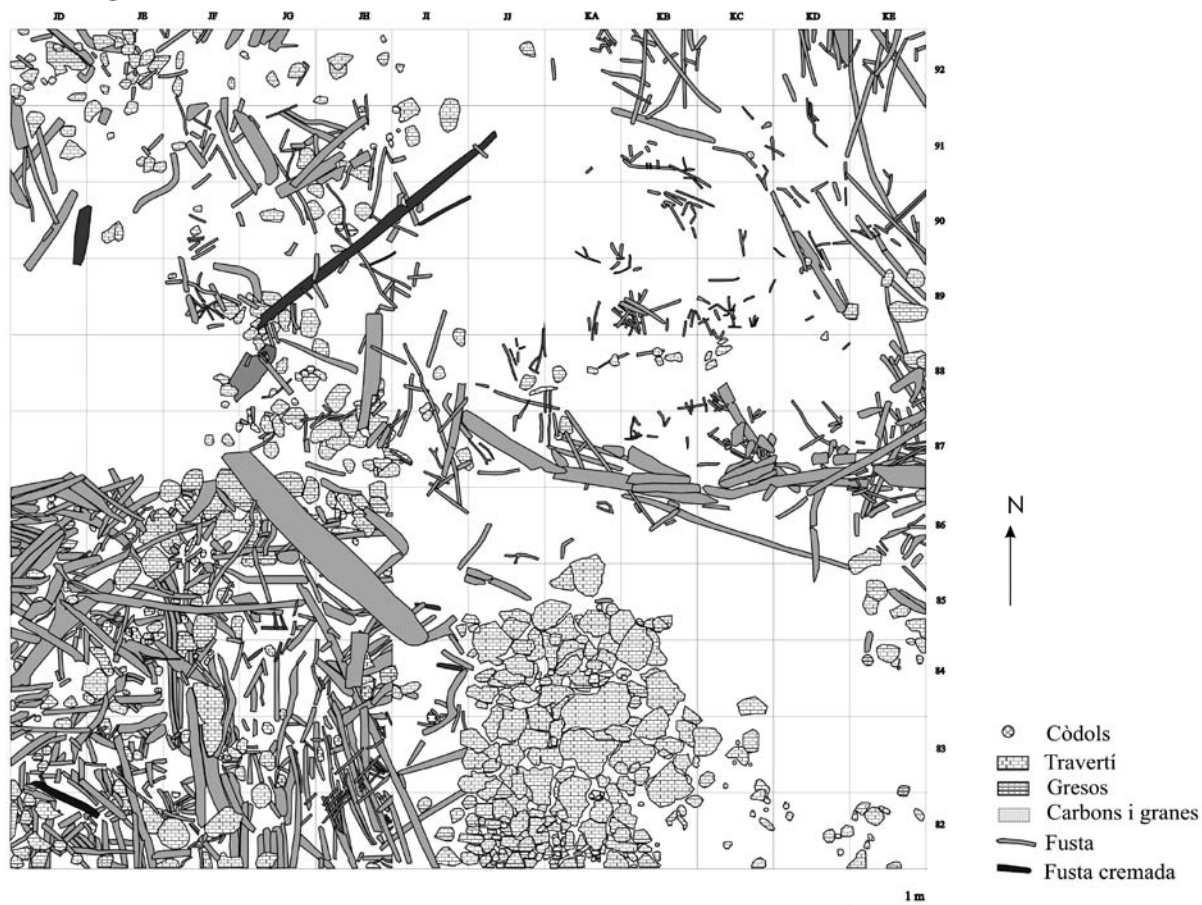 JD JE JF JG JH JI JJ KA KB KC KD KE
92
91
90
89
88
87
86
85
84
83
82
N
Còdols
Travertí
Gresos
Carbons i granes
Fusta
Fusta cremada
1 m